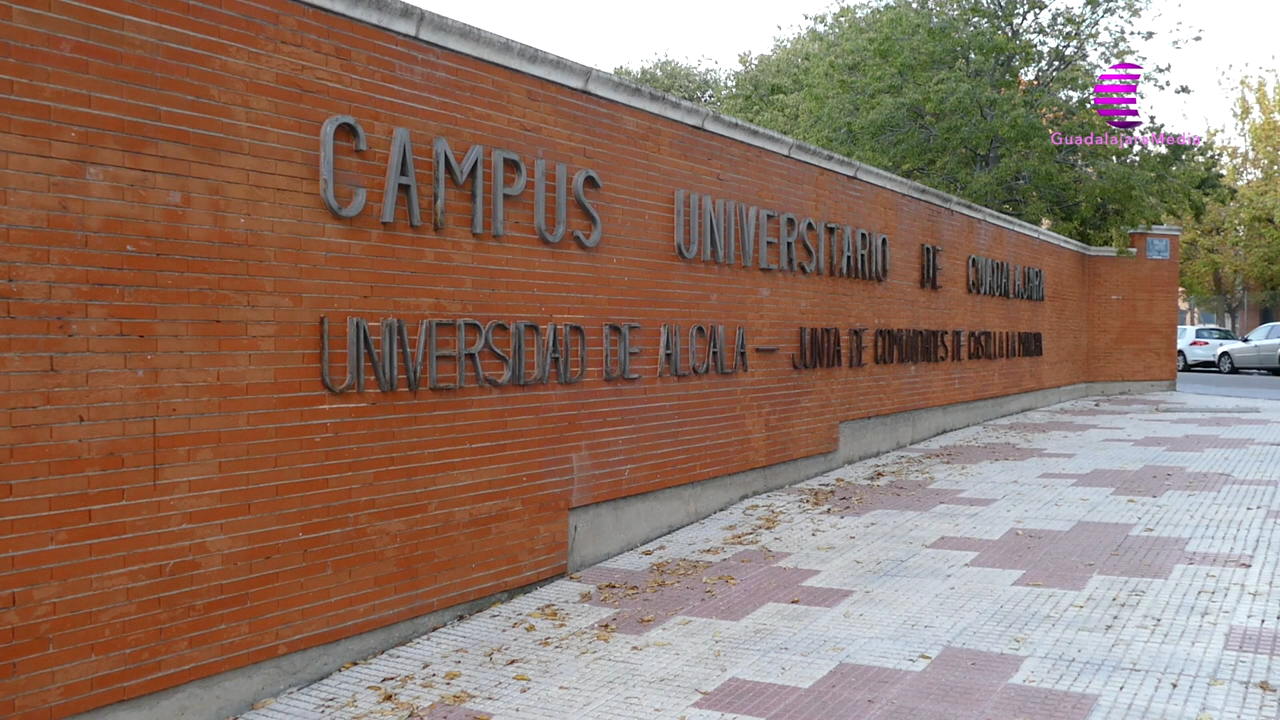 GuadalajaraMedia
CAMPUS UNIVERSITARIO DE GUADALAJARA
UNIVERSIDAD DE ALCALA — JUNTA DE COMUNIDADES DE CASTILLA LA MANCHA